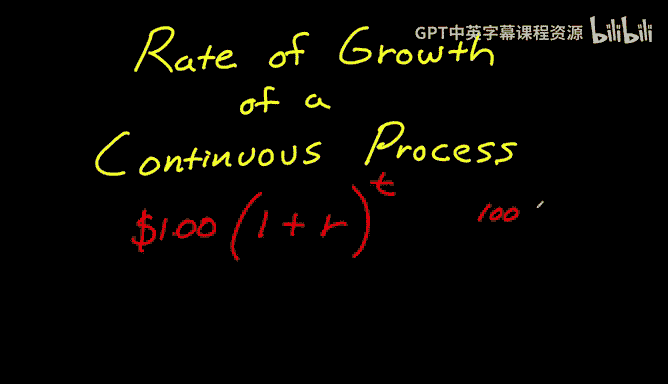 GPT中英字幕课程资源 bilibili
Rate of Growth
of a
Continuous Process
$100 (1 + r)^t 100